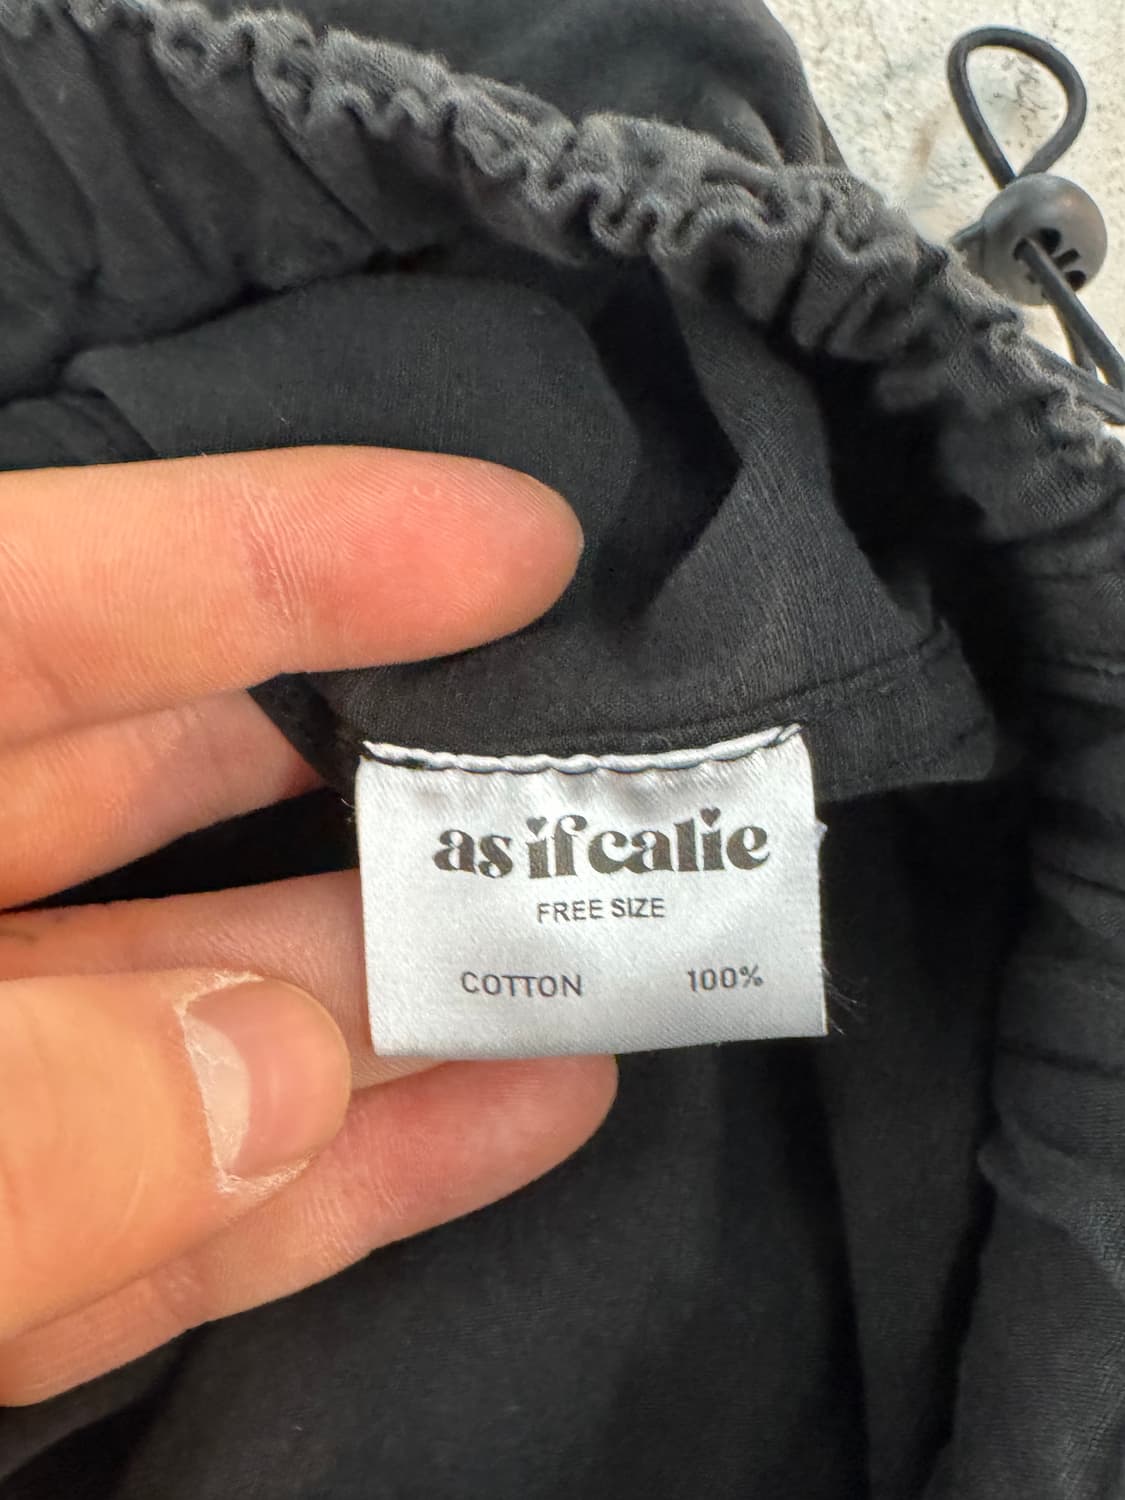 as if calie
FREE SIZE
COTTON 100%